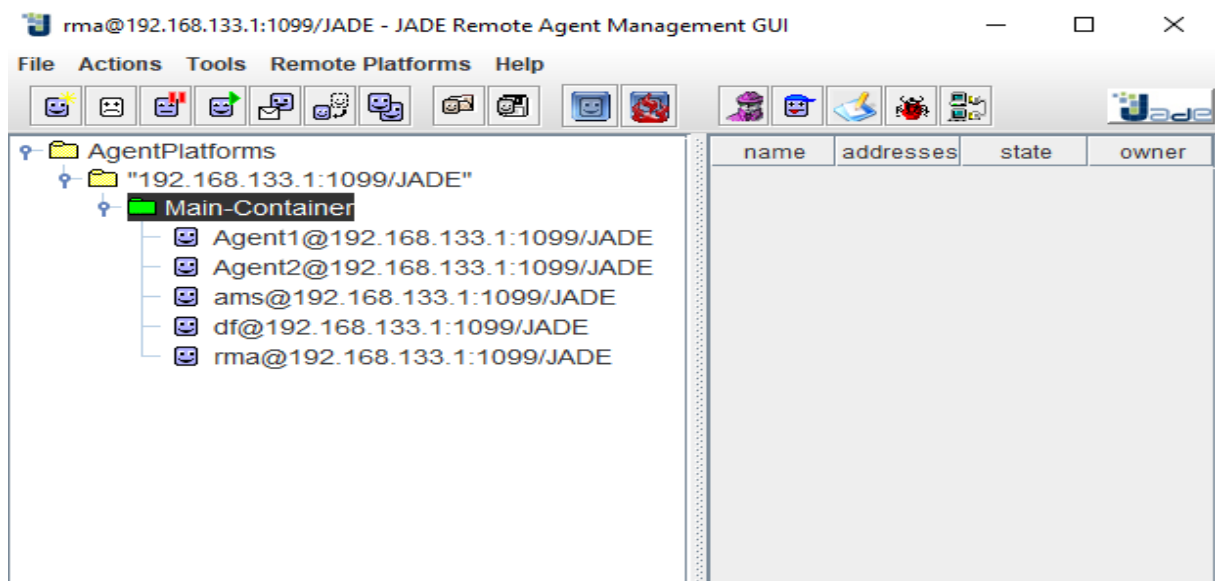 rma@192.168.133.1:1099/JADE - JADE Remote Agent Management GUI
File Actions Tools Remote Platforms Help
Jade
AgentPlatforms
name addresses state owner
"192.168.133.1:1099/JADE"
Main-Container
Agent1@192.168.133.1:1099/JADE
Agent2@192.168.133.1:1099/JADE
ams@192.168.133.1:1099/JADE
df@192.168.133.1:1099/JADE
rma@192.168.133.1:1099/JADE